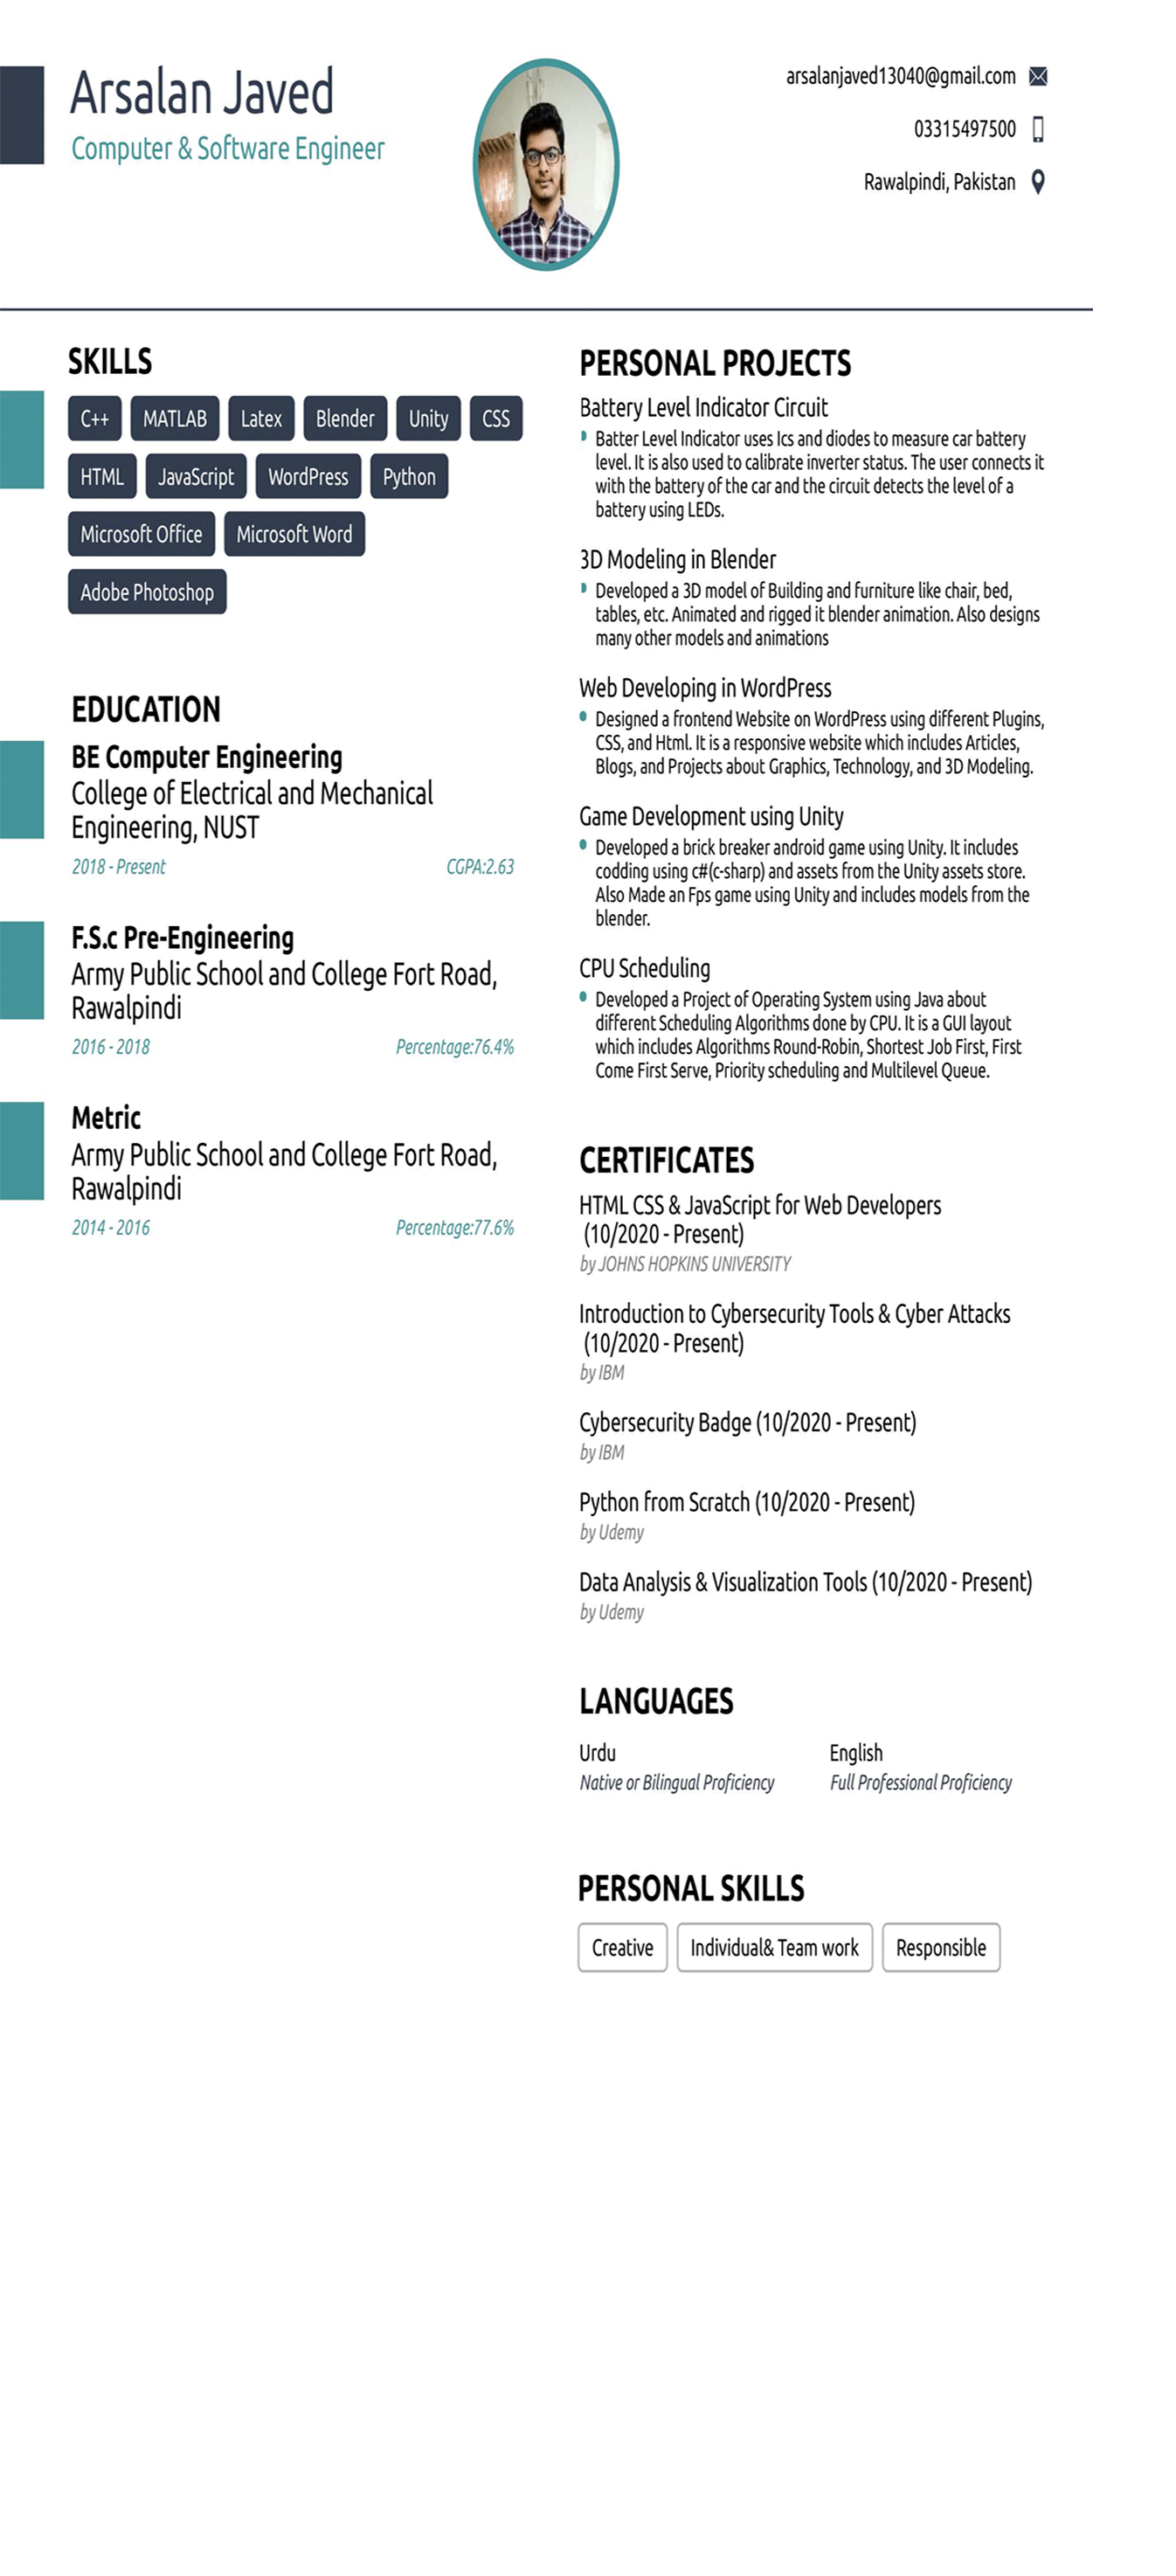 Arsalan Javed
Computer & Software Engineer
arsalanjaved13040@gmail.com
03315497500
Rawalpindi, Pakistan
SKILLS
C++ MATLAB Latex Blender Unity CSS
HTML JavaScript WordPress Python
Microsoft Office Microsoft Word
Adobe Photoshop
EDUCATION
BE Computer Engineering
College of Electrical and Mechanical
Engineering, NUST
2018 - Present CGPA:2.63
F.S.c Pre-Engineering
Army Public School and College Fort Road,
Rawalpindi
2016 - 2018 Percentage:76.4%
Metric
Army Public School and College Fort Road,
Rawalpindi
2014 - 2016 Percentage:77.6%
PERSONAL PROJECTS
Battery Level Indicator Circuit
Batter Level Indicator uses Ics and diodes to measure car battery
level. It is also used to calibrate inverter status. The user connects it
with the battery of the car and the circuit detects the level of a
battery using LEDs.
3D Modeling in Blender
Developed a 3D model of Building and furniture like chair, bed,
tables, etc. Animated and rigged it blender animation. Also designs
many other models and animations
Web Developing in WordPress
Designed a frontend Website on WordPress using different Plugins,
CSS, and Html. It is a responsive website which includes Articles,
Blogs, and Projects about Graphics, Technology, and 3D Modeling.
Game Development using Unity
Developed a brick breaker android game using Unity. It includes
codding using c#(c-sharp) and assets from the Unity assets store.
Also Made an Fps game using Unity and includes models from the
blender.
CPU Scheduling
Developed a Project of Operating System using Java about
different Scheduling Algorithms done by CPU. It is a GUI layout
which includes Algorithms Round-Robin, Shortest Job First, First
Come First Serve, Priority scheduling and Multilevel Queue.
CERTIFICATES
HTML CSS & JavaScript for Web Developers
(10/2020 - Present)
by JOHNS HOPKINS UNIVERSITY
Introduction to Cybersecurity Tools & Cyber Attacks
(10/2020 - Present)
by IBM
Cybersecurity Badge (10/2020 - Present)
by IBM
Python from Scratch (10/2020 - Present)
by Udemy
Data Analysis & Visualization Tools (10/2020 - Present)
by Udemy
LANGUAGES
Urdu English
Native or Bilingual Proficiency Full Professional Proficiency
PERSONAL SKILLS
Creative Individual& Team work Responsible